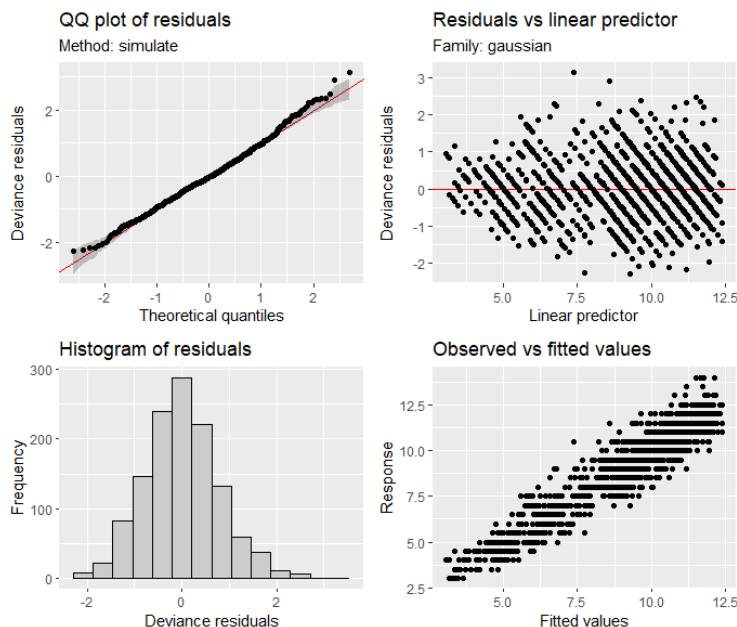 QQ plot of residuals
Method: simulate
Deviance residuals
2
0
-2
-2
-1
0
1
2
Theoretical quantiles
Residuals vs linear predictor
Family: gaussian
Deviance residuals
3
2
1
0
-1
-2
5.0
7.5
10.0
12.5
Linear predictor
Histogram of residuals
Frequency
300
200
100
0
-2
0
2
Deviance residuals
Observed vs fitted values
Response
12.5
10.0
7.5
5.0
2.5
5.0
7.5
10.0
12.5
Fitted values